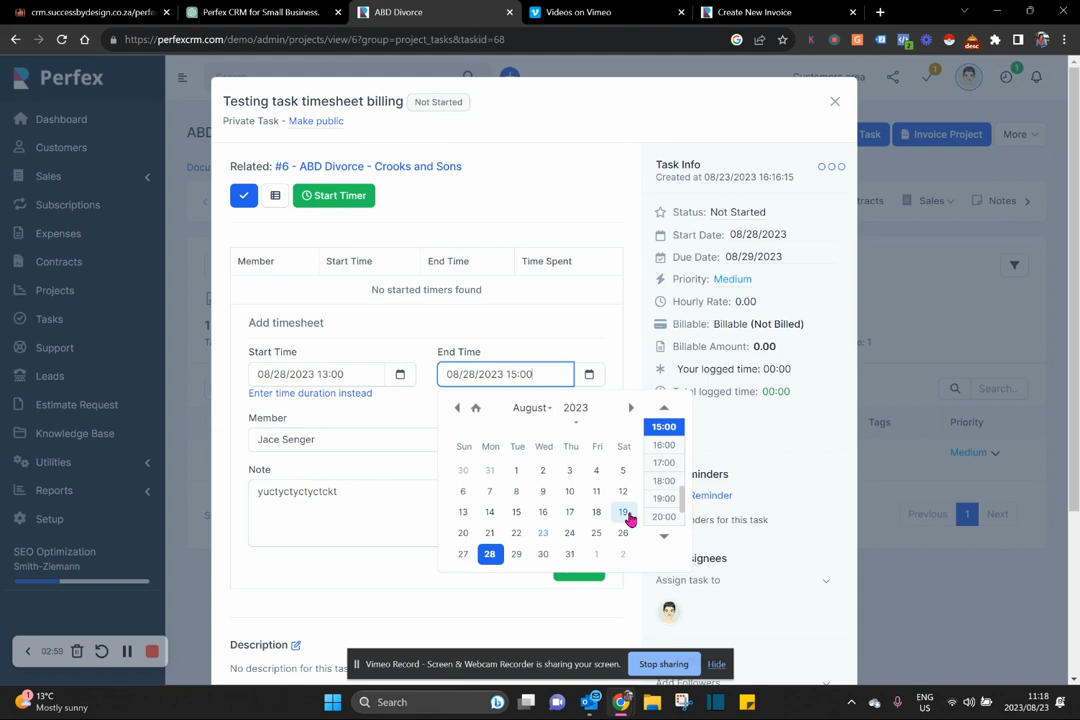 crm.successbydesign.co.za/perfe
Perfex CRM for Small Business.
ABD Divorce
Videos on Vimeo
Create New Invoice
https://perfexcrm.com/demo/admin/projects/view/6?group=project_tasks&taskid=68
Perfex
Customers area
1
1
Testing task timesheet billing
Not Started
Private Task - Make public
Dashboard
Customers
Sales
Subscriptions
Expenses
Contracts
Projects
Tasks
Support
Leads
Estimate Request
Knowledge Base
Utilities
Reports
Setup
SEO Optimization
Smith-Ziemann
Task
Invoice Project
More
Sales
Notes
Related: #6 - ABD Divorce - Crooks and Sons
Start Timer
Member
Start Time
End Time
Time Spent
No started timers found
Add timesheet
Start Time
End Time
08/28/2023 13:00
08/28/2023 15:00
Enter time duration instead
Member
Jace Senger
Note
yuctyctyctyctckt
August
2023
Sun Mon Tue Wed Thu Fri Sat
30 31 1 2 3 4 5
6 7 8 9 10 11 12
13 14 15 16 17 18 19
20 21 22 23 24 25 26
27 28 29 30 31 1 2
15:00
16:00
17:00
18:00
19:00
20:00
Task Info
Created at 08/23/2023 16:16:15
Status: Not Started
Start Date: 08/28/2023
Due Date: 08/29/2023
Priority: Medium
Hourly Rate: 0.00
Billable: Billable (Not Billed)
Billable Amount: 0.00
Your logged time: 00:00
Total logged time: 00:00
Assign task to
Search...
Tags
Priority
Medium
Previous
1
Next
Description
No description for this tas
02:59
Vimeo Record - Screen & Webcam Recorder is sharing your screen.
Stop sharing
Hide
13°C
Mostly sunny
Search
ENG
US
11:18
2023/08/23